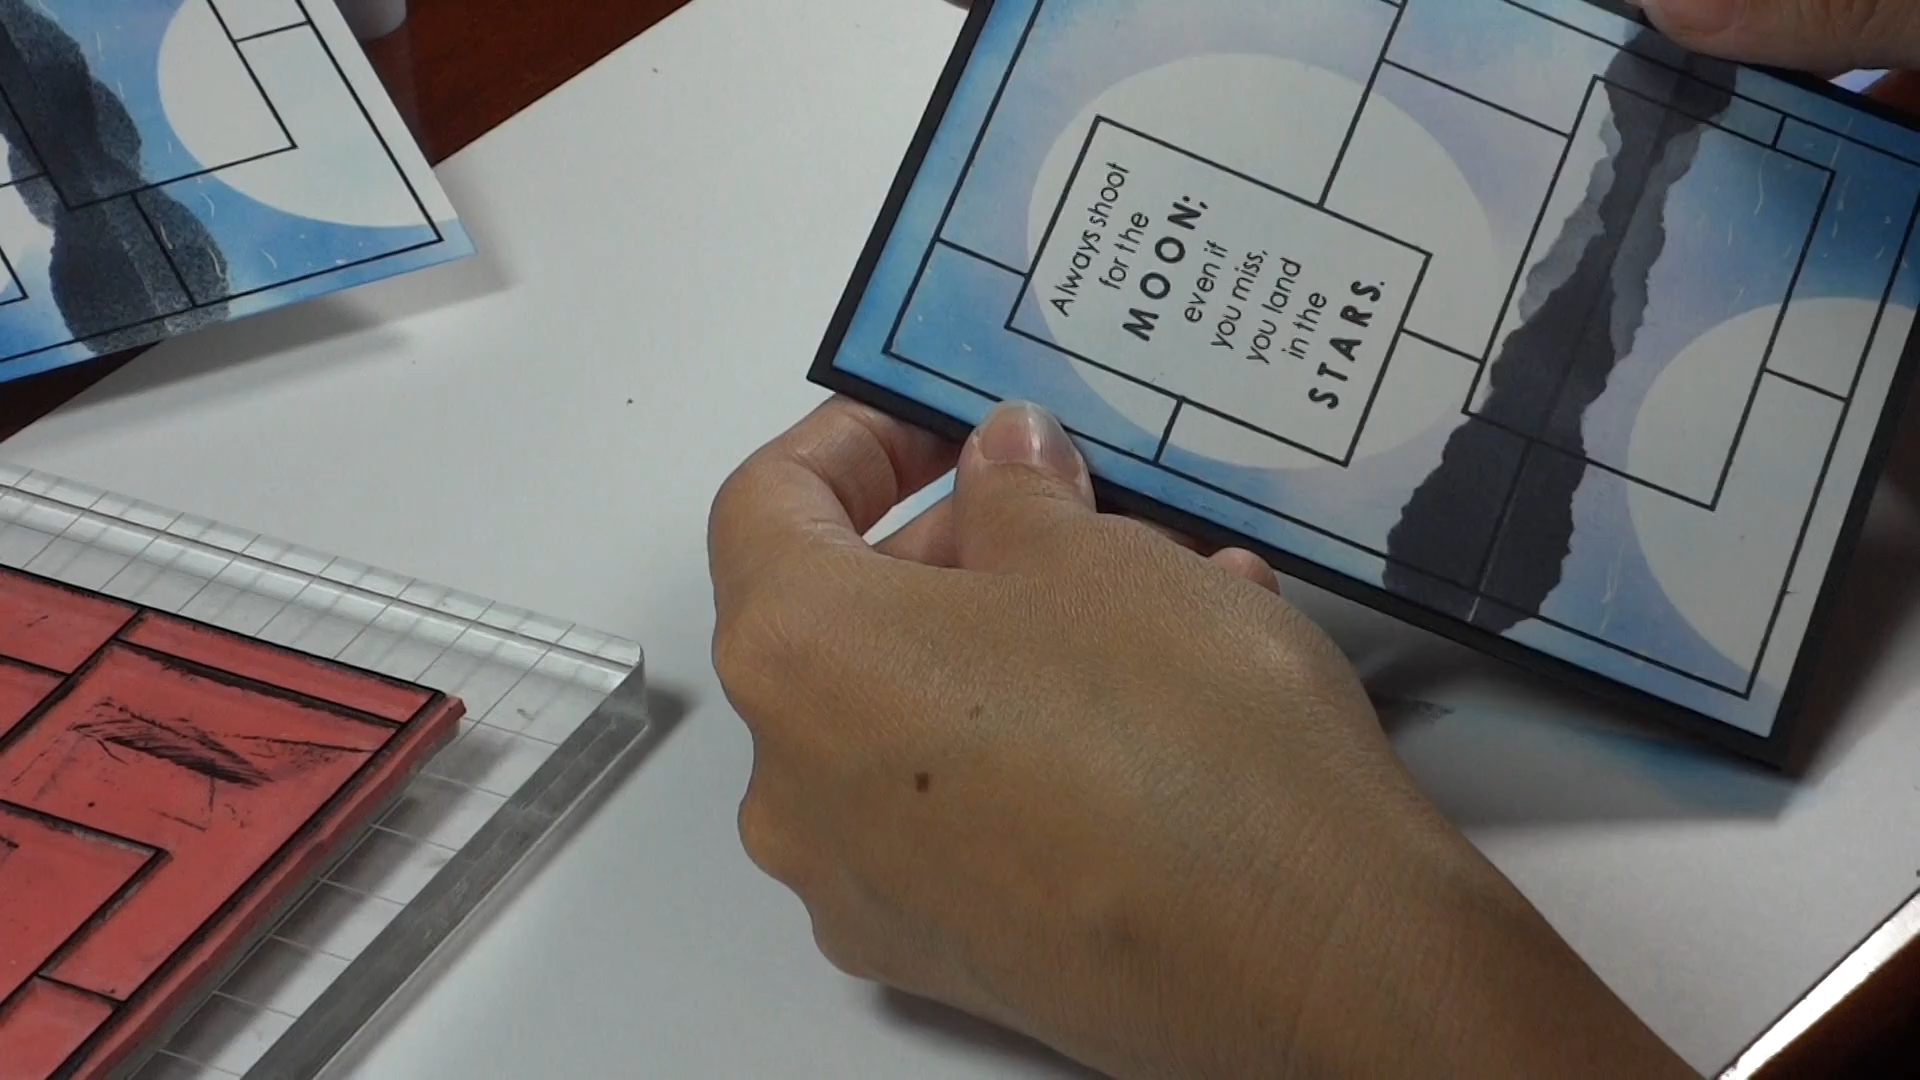 Always shoot
for the
MOON;
even if
you miss,
you land
in the
STARS.